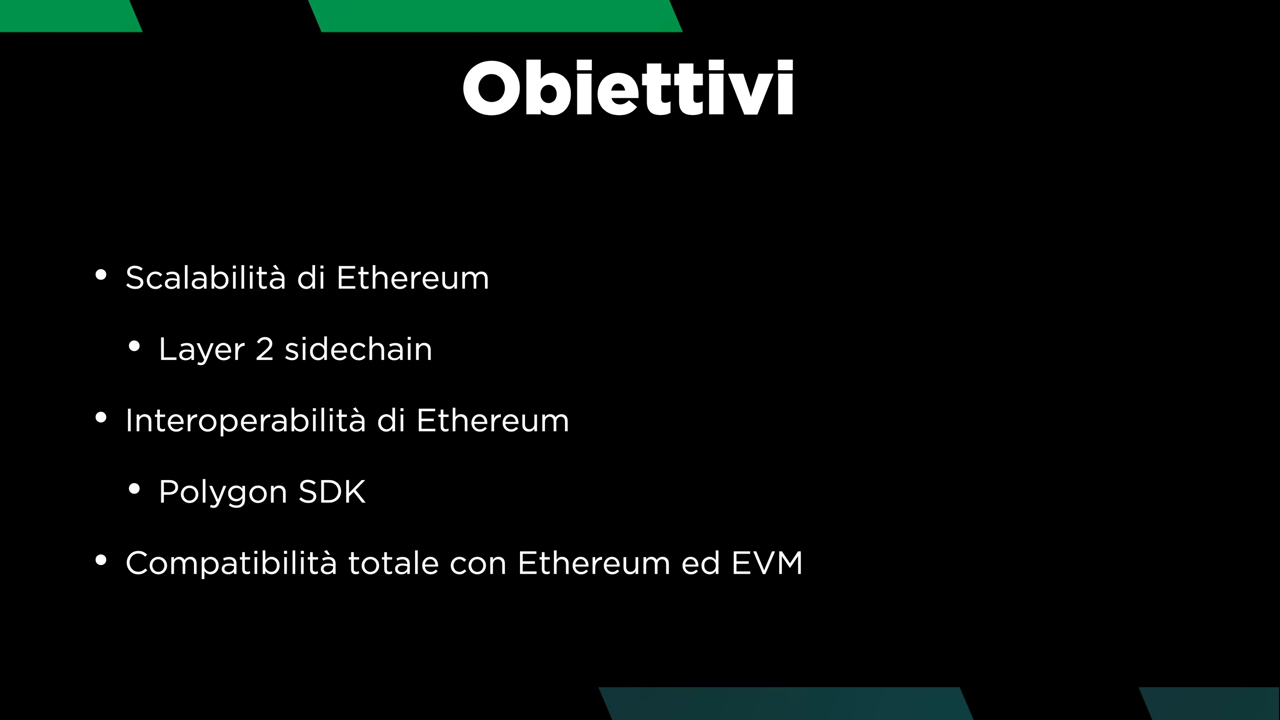 Obiettivi
• Scalabilità di Ethereum
• Layer 2 sidechain
• Interoperabilità di Ethereum
• Polygon SDK
• Compatibilità totale con Ethereum ed EVM